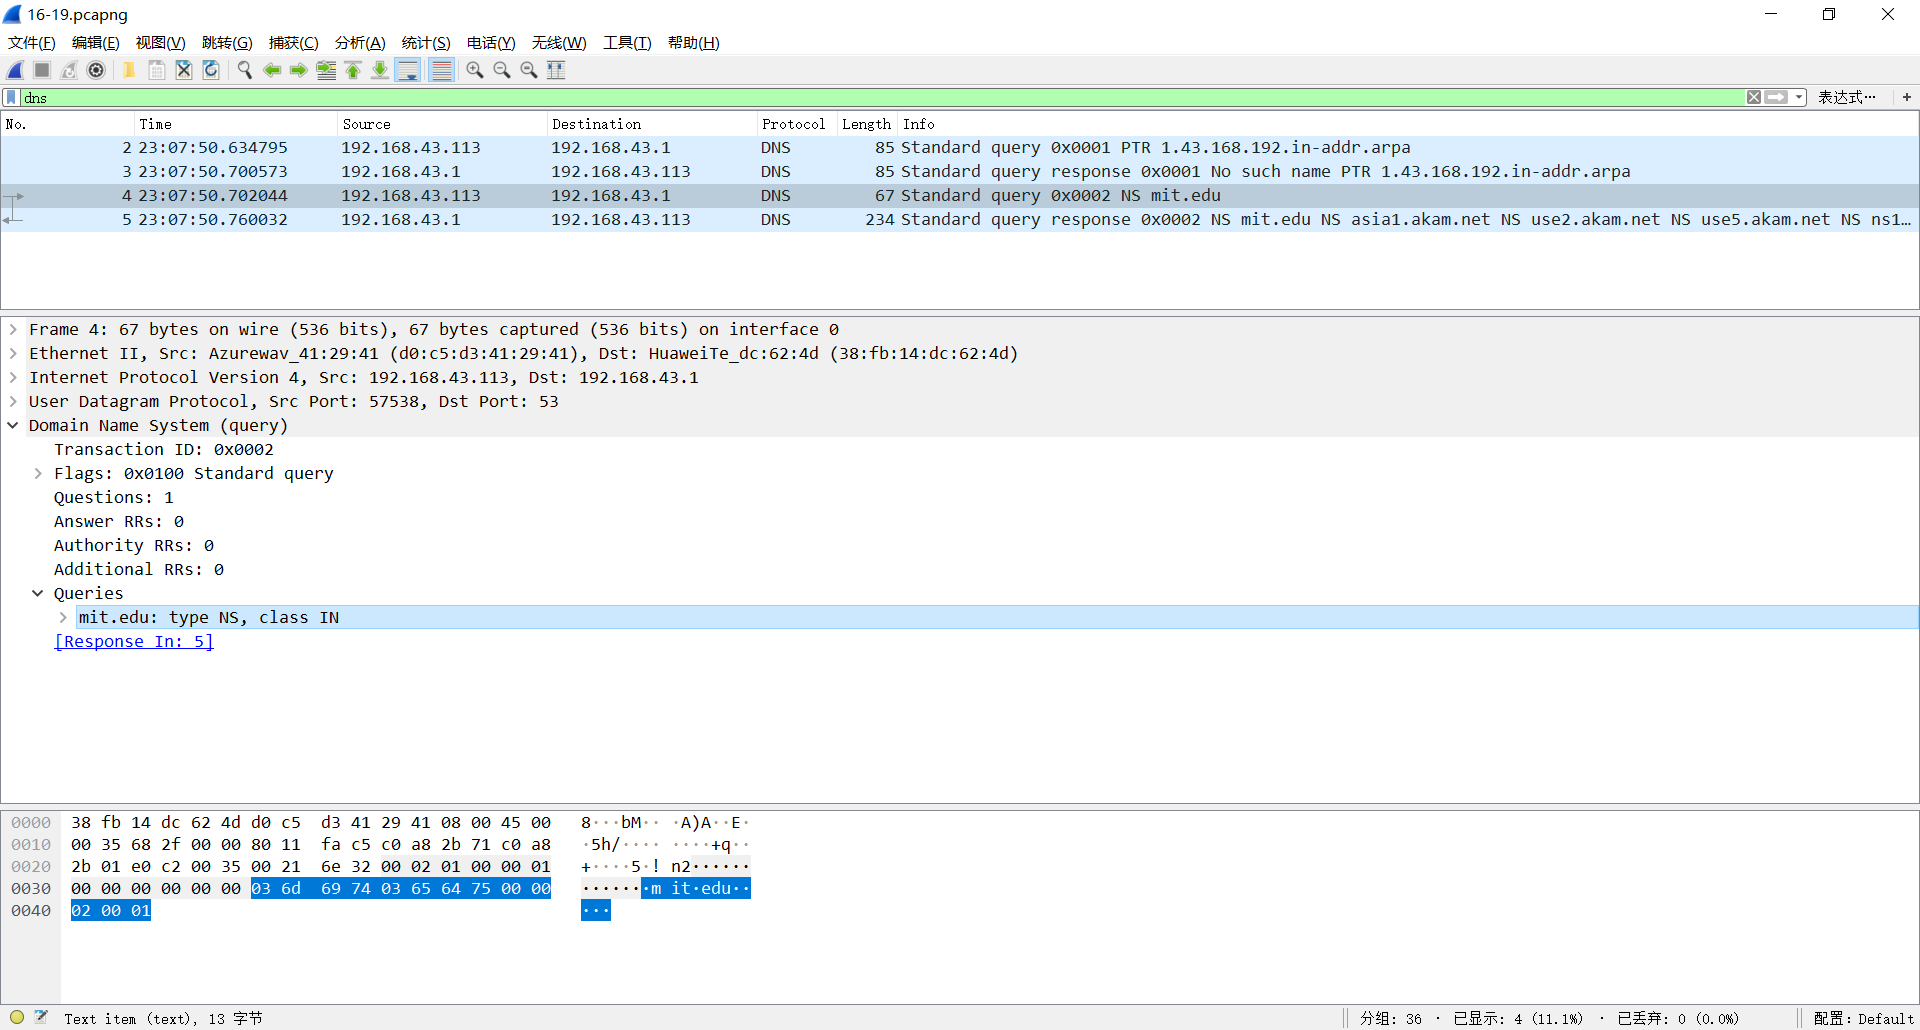 16-19.pcapng
文件(F) 编辑(E) 视图(V) 跳转(G) 捕获(C) 分析(A) 统计(S) 电话(Y) 无线(W) 工具(T) 帮助(H)
dns 表达式… +
No. Time Source Destination Protocol Length Info
2 23:07:50.634795 192.168.43.113 192.168.43.1 DNS 85 Standard query 0x0001 PTR 1.43.168.192.in-addr.arpa
3 23:07:50.700573 192.168.43.1 192.168.43.113 DNS 85 Standard query response 0x0001 No such name PTR 1.43.168.192.in-addr.arpa
4 23:07:50.702044 192.168.43.113 192.168.43.1 DNS 67 Standard query 0x0002 NS mit.edu
5 23:07:50.760032 192.168.43.1 192.168.43.113 DNS 234 Standard query response 0x0002 NS mit.edu NS asia1.akam.net NS use2.akam.net NS use5.akam.net NS ns1…
Frame 4: 67 bytes on wire (536 bits), 67 bytes captured (536 bits) on interface 0
Ethernet II, Src: Azurewav_41:29:41 (d0:c5:d3:41:29:41), Dst: HuaweiTe_dc:62:4d (38:fb:14:dc:62:4d)
Internet Protocol Version 4, Src: 192.168.43.113, Dst: 192.168.43.1
User Datagram Protocol, Src Port: 57538, Dst Port: 53
Domain Name System (query)
Transaction ID: 0x0002
Flags: 0x0100 Standard query
Questions: 1
Answer RRs: 0
Authority RRs: 0
Additional RRs: 0
Queries
mit.edu: type NS, class IN
[Response In: 5]
0000 38 fb 14 dc 62 4d d0 c5 d3 41 29 41 08 00 45 00 8···bM·· ·A)A··E·
0010 00 35 68 2f 00 00 80 11 fa c5 c0 a8 2b 71 c0 a8 ·5h/···· ····+q··
0020 2b 01 e0 c2 00 35 00 21 6e 32 00 02 01 00 00 01 +····5·! n2······
0030 00 00 00 00 00 00 03 6d 69 74 03 65 64 75 00 00 ·······m it·edu··
0040 02 00 01 ···
Text item (text), 13 字节 分组: 36 · 已显示: 4 (11.1%) · 已丢弃: 0 (0.0%) 配置: Default